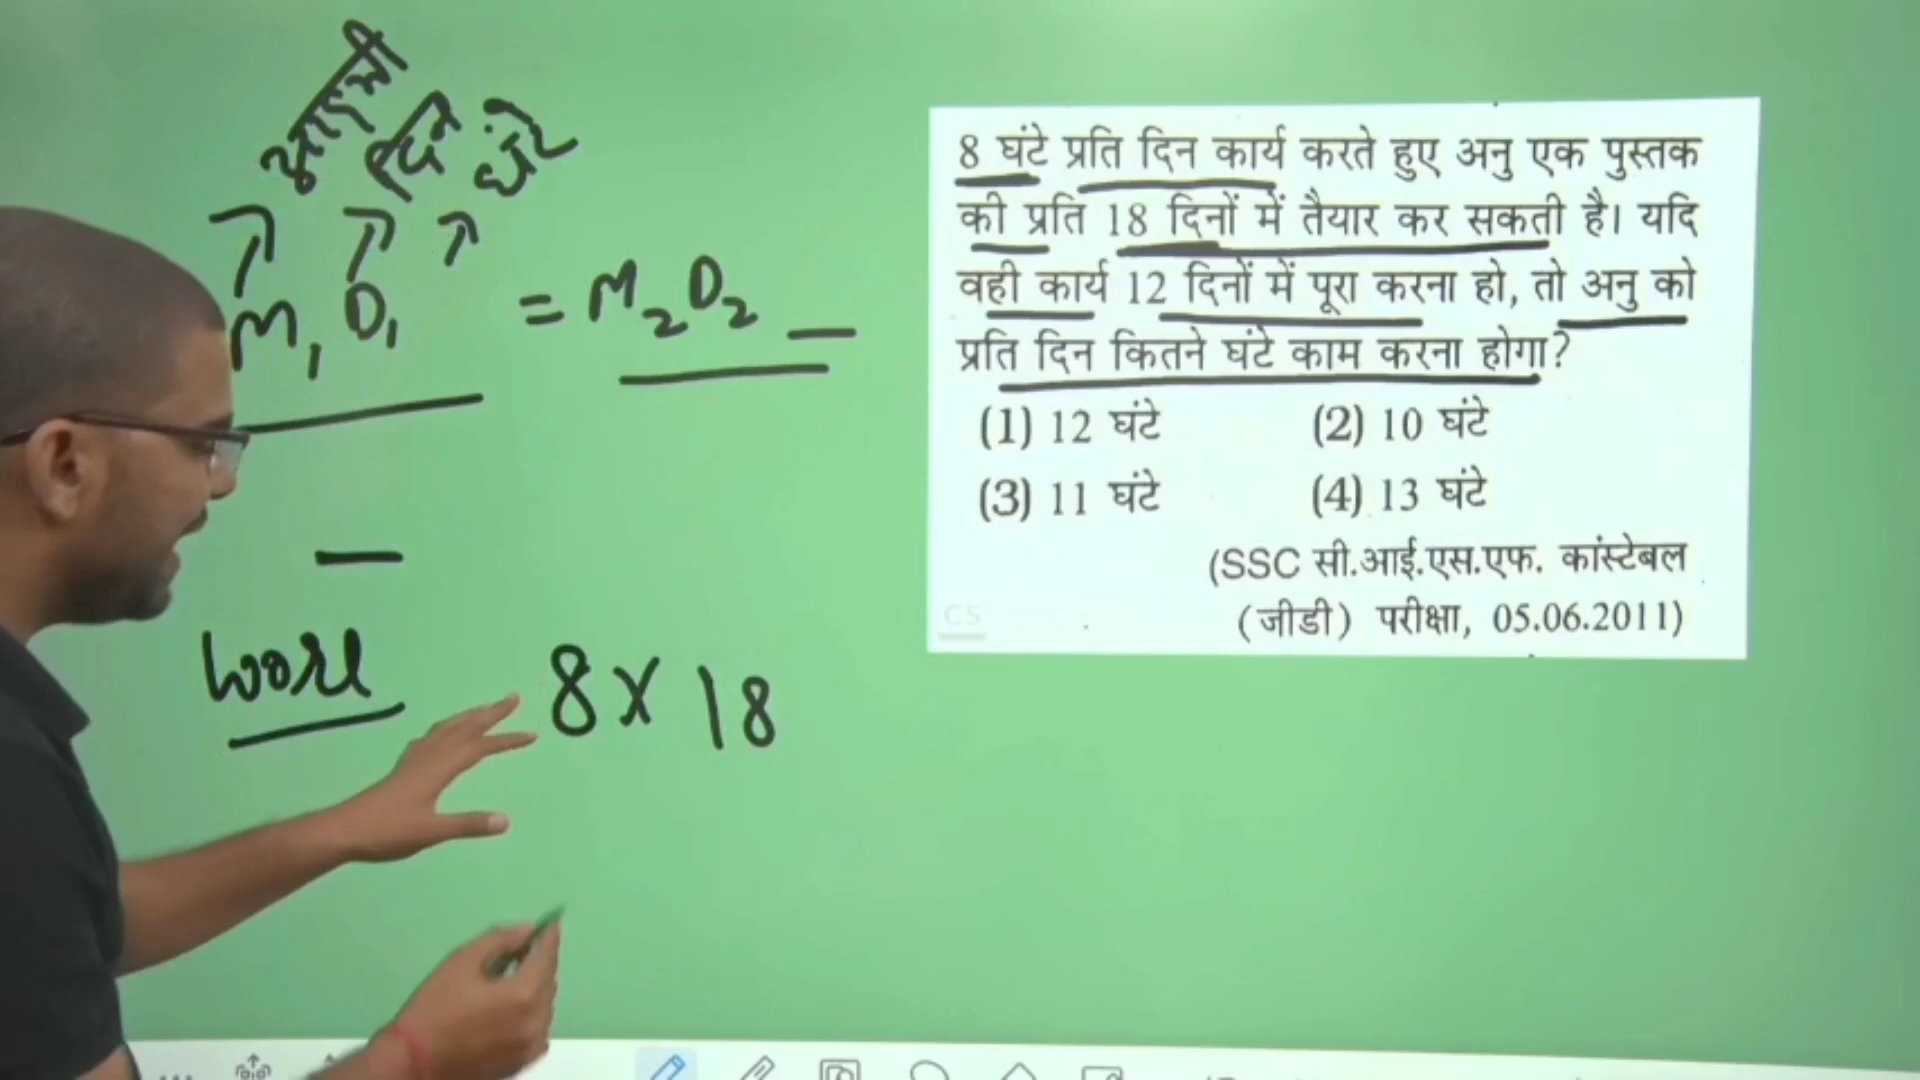 आदमी दिन घंटे
M₁ D₁ = M₂ D₂ __
work 8 x 18
8 घंटे प्रति दिन कार्य करते हुए अनु एक पुस्तक
की प्रति 18 दिनों में तैयार कर सकती है। यदि
वही कार्य 12 दिनों में पूरा करना हो, तो अनु को
प्रति दिन कितने घंटे काम करना होगा?
(1) 12 घंटे (2) 10 घंटे
(3) 11 घंटे (4) 13 घंटे
(SSC सी.आई.एस.एफ. कांस्टेबल
(जीडी) परीक्षा, 05.06.2011)
CS